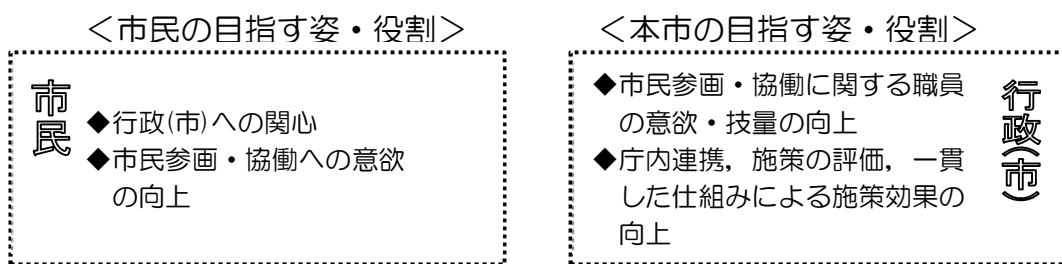 ＜市民の目指す姿・役割＞
市民
◆行政(市)への関心
◆市民参画・協働への意欲
の向上
＜本市の目指す姿・役割＞
◆市民参画・協働に関する職員
の意欲・技量の向上
◆庁内連携，施策の評価，一貫
した仕組みによる施策効果の
向上
行政(市)